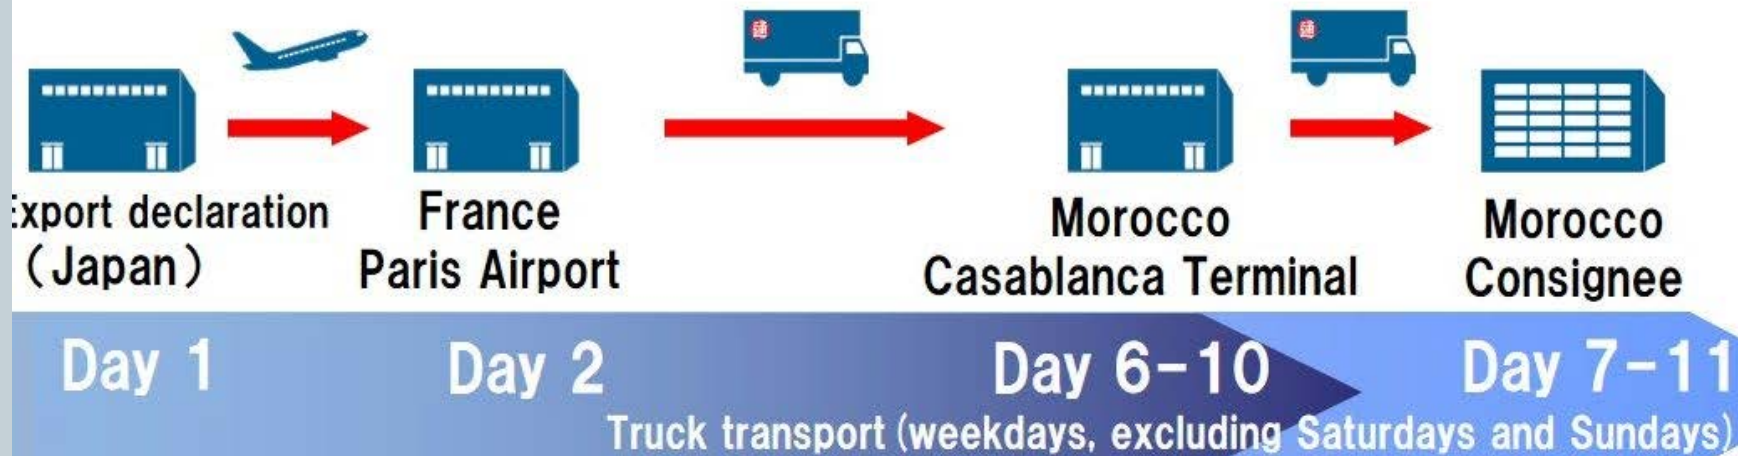 Export declaration
（Japan）
France
Paris Airport
Morocco
Casablanca Terminal
Morocco
Consignee
Day 1
Day 2
Day 6-10
Day 7-11
Truck transport (weekdays, excluding Saturdays and Sundays)